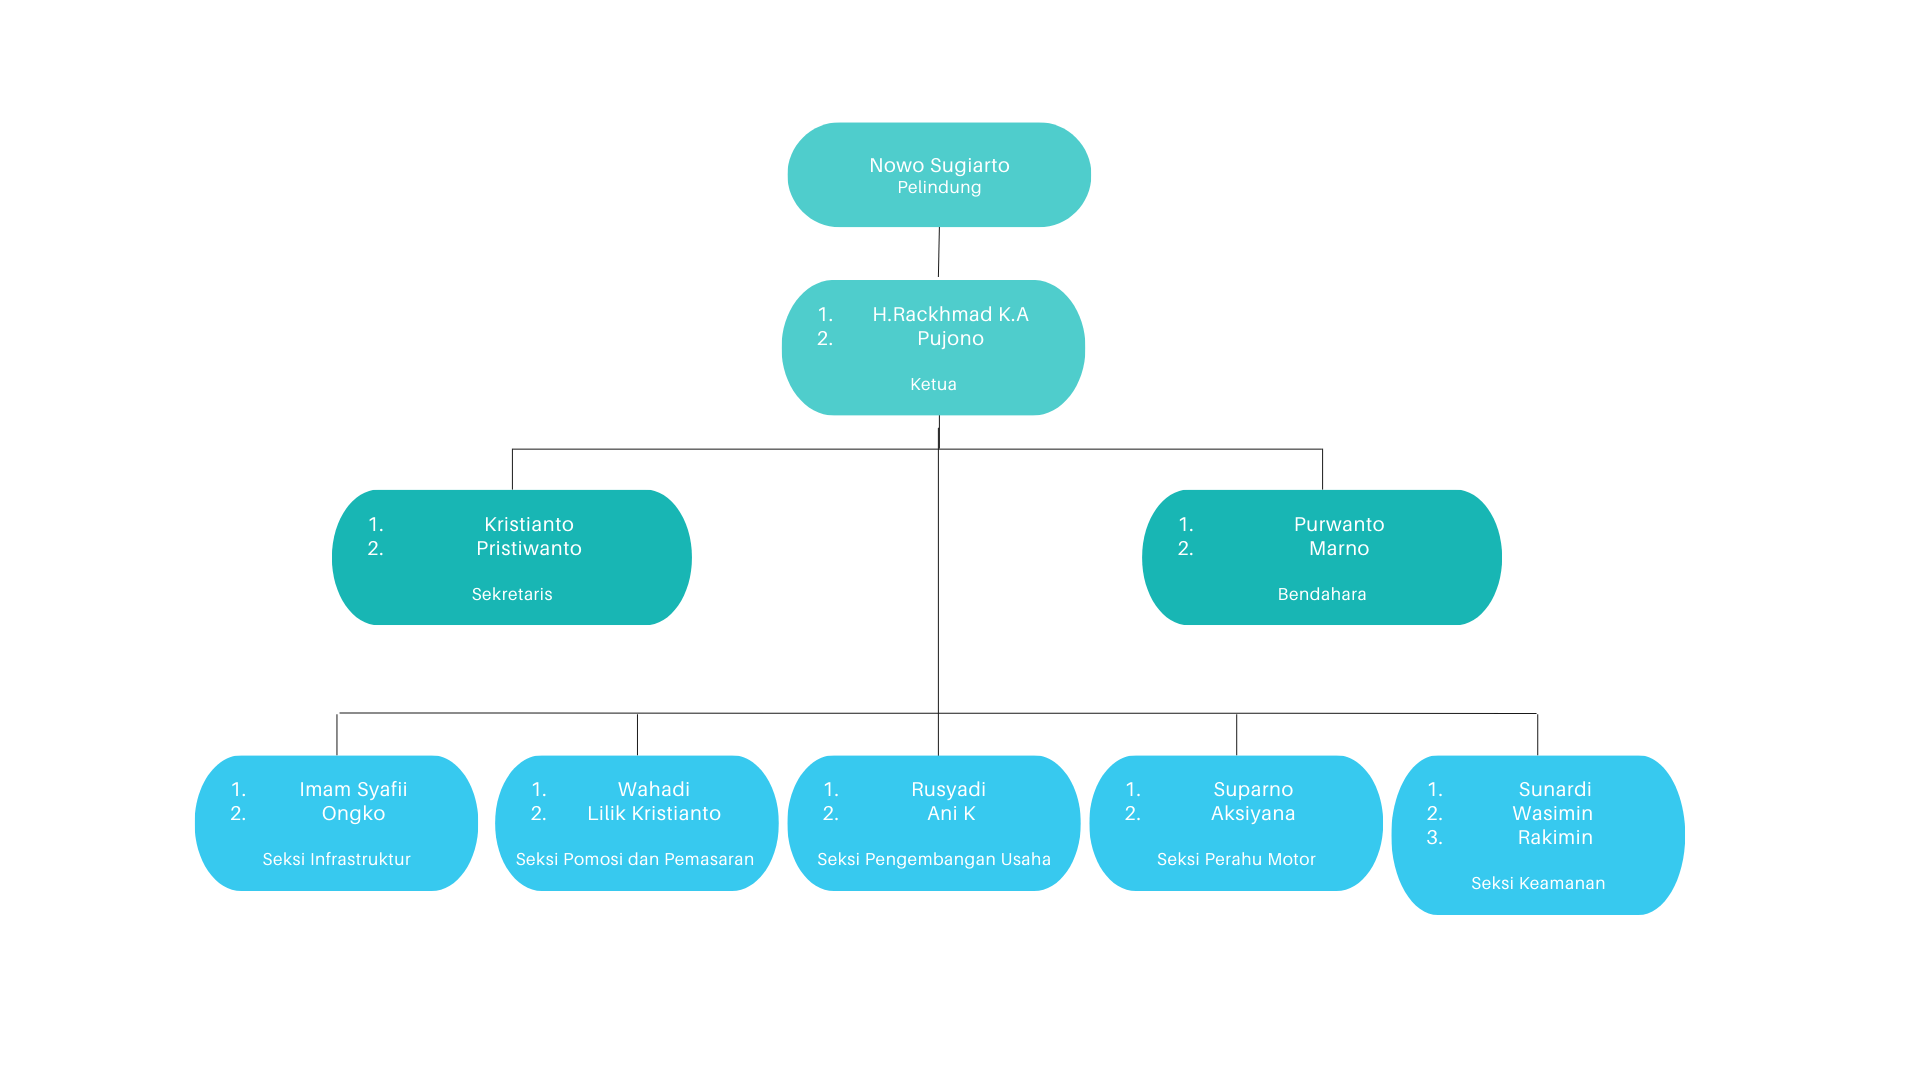 Nowo Sugiarto
Pelindung
1. H.Rackhmad K.A
2. Pujono
Ketua
1. Kristianto
2. Pristiwanto
Sekretaris
1. Purwanto
2. Marno
Bendahara
1. Imam Syafii
2. Ongko
Seksi Infrastruktur
1. Wahadi
2. Lilik Kristianto
Seksi Pomosi dan Pemasaran
1. Rusyadi
2. Ani K
Seksi Pengembangan Usaha
1. Suparno
2. Aksiyana
Seksi Perahu Motor
1. Sunardi
2. Wasimin
3. Rakimin
Seksi Keamanan